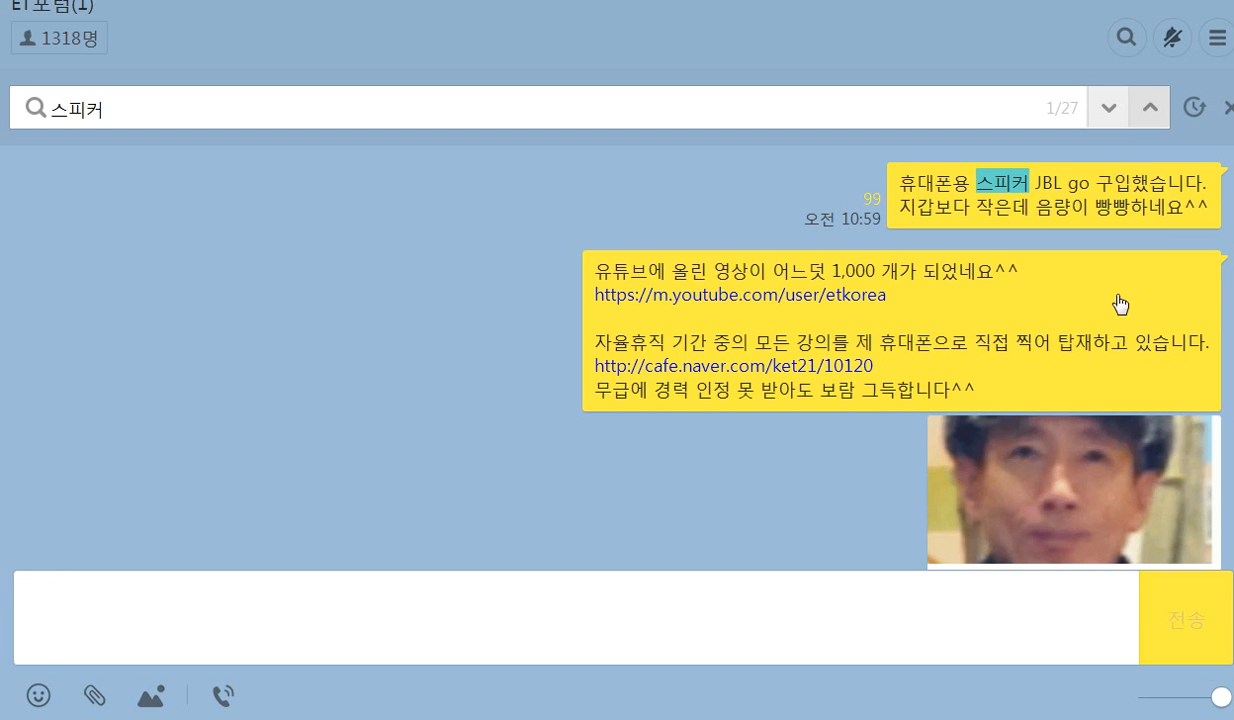 ET포럼(1)
1318명
스피커
1/27
휴대폰용 스피커 JBL go 구입했습니다.
지갑보다 작은데 음량이 빵빵하네요^^
99
오전 10:59
유튜브에 올린 영상이 어느덧 1,000 개가 되었네요^^
https://m.youtube.com/user/etkorea
자율휴직 기간 중의 모든 강의를 제 휴대폰으로 직접 찍어 탑재하고 있습니다.
http://cafe.naver.com/ket21/10120
무급에 경력 인정 못 받아도 보람 그득합니다^^
전송